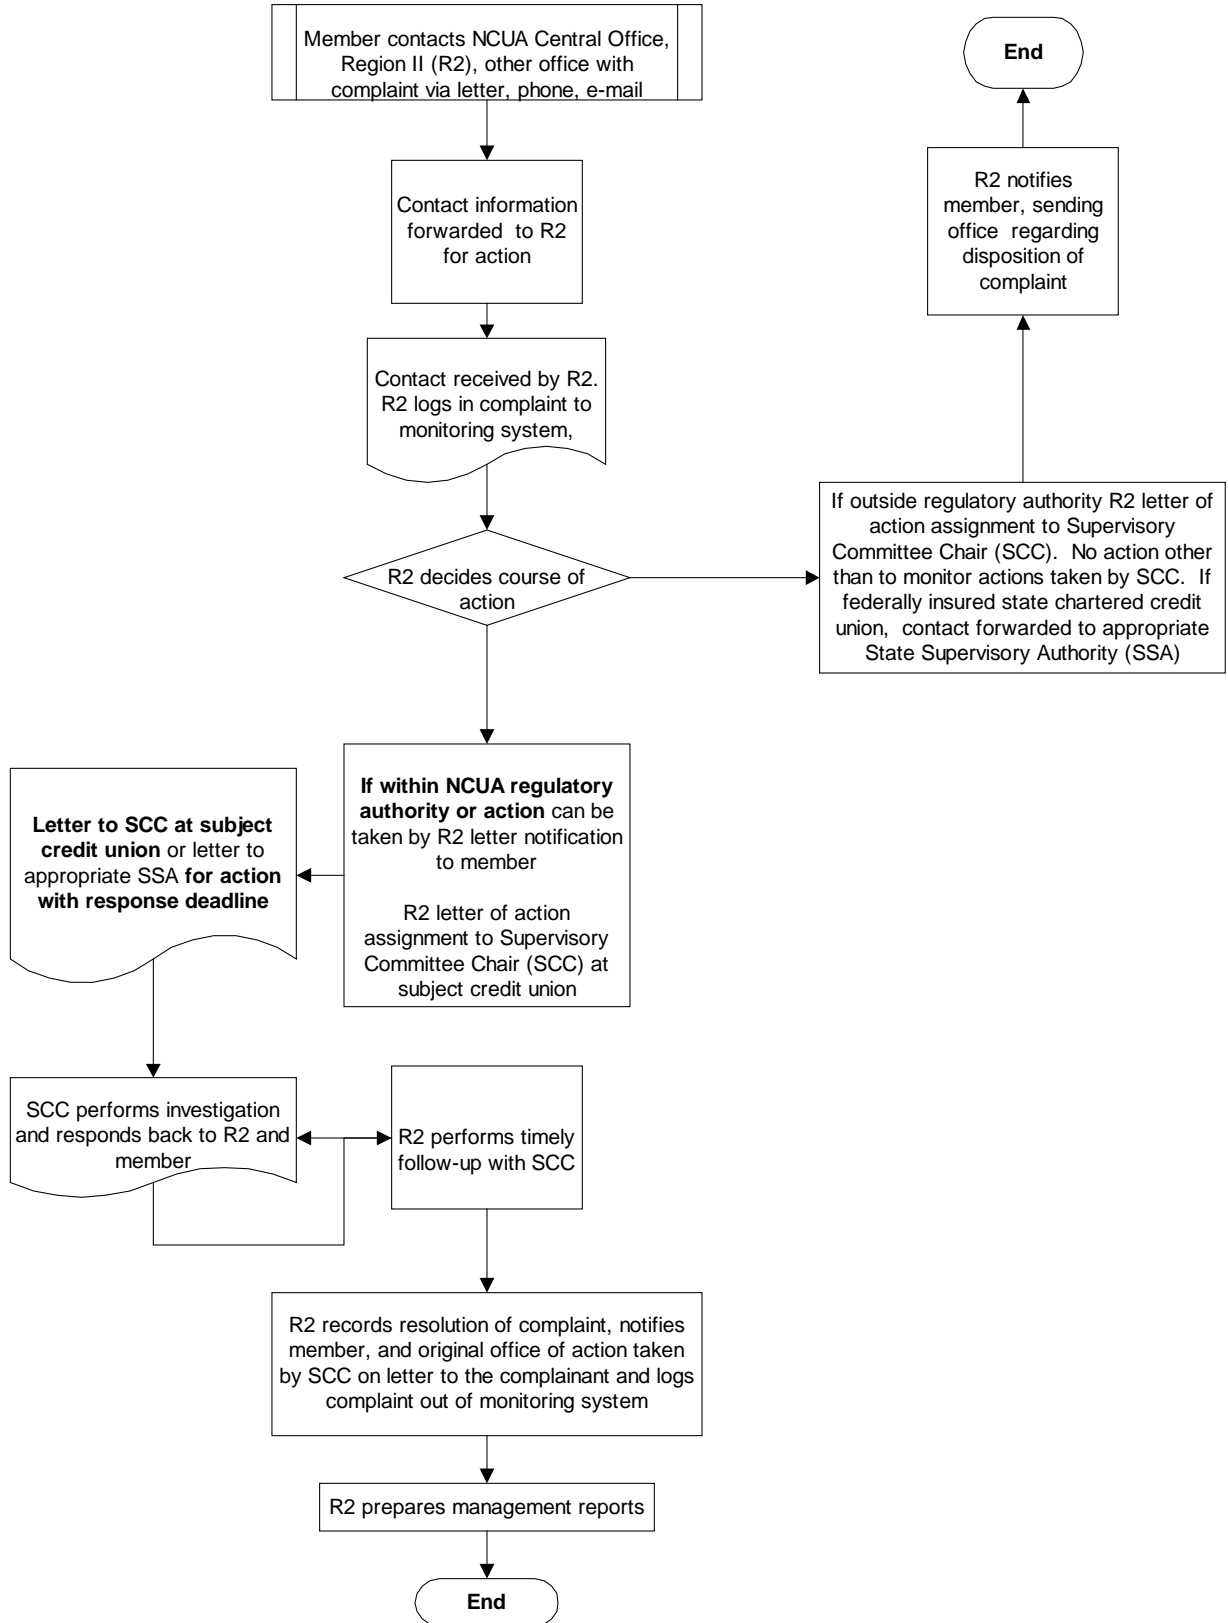 Member contacts NCUA Central Office,
Region II (R2), other office with
complaint via letter, phone, e-mail
Contact information
forwarded to R2
for action
Contact received by R2.
R2 logs in complaint to
monitoring system,
R2 decides course of
action
If outside regulatory authority R2 letter of
action assignment to Supervisory
Committee Chair (SCC). No action other
than to monitor actions taken by SCC. If
federally insured state chartered credit
union, contact forwarded to appropriate
State Supervisory Authority (SSA)
R2 notifies
member, sending
office regarding
disposition of
complaint
End
If within NCUA regulatory
authority or action can be
taken by R2 letter notification
to member
R2 letter of action
assignment to Supervisory
Committee Chair (SCC) at
subject credit union
Letter to SCC at subject
credit union or letter to
appropriate SSA for action
with response deadline
SCC performs investigation
and responds back to R2 and
member
R2 performs timely
follow-up with SCC
R2 records resolution of complaint, notifies
member, and original office of action taken
by SCC on letter to the complainant and logs
complaint out of monitoring system
R2 prepares management reports
End